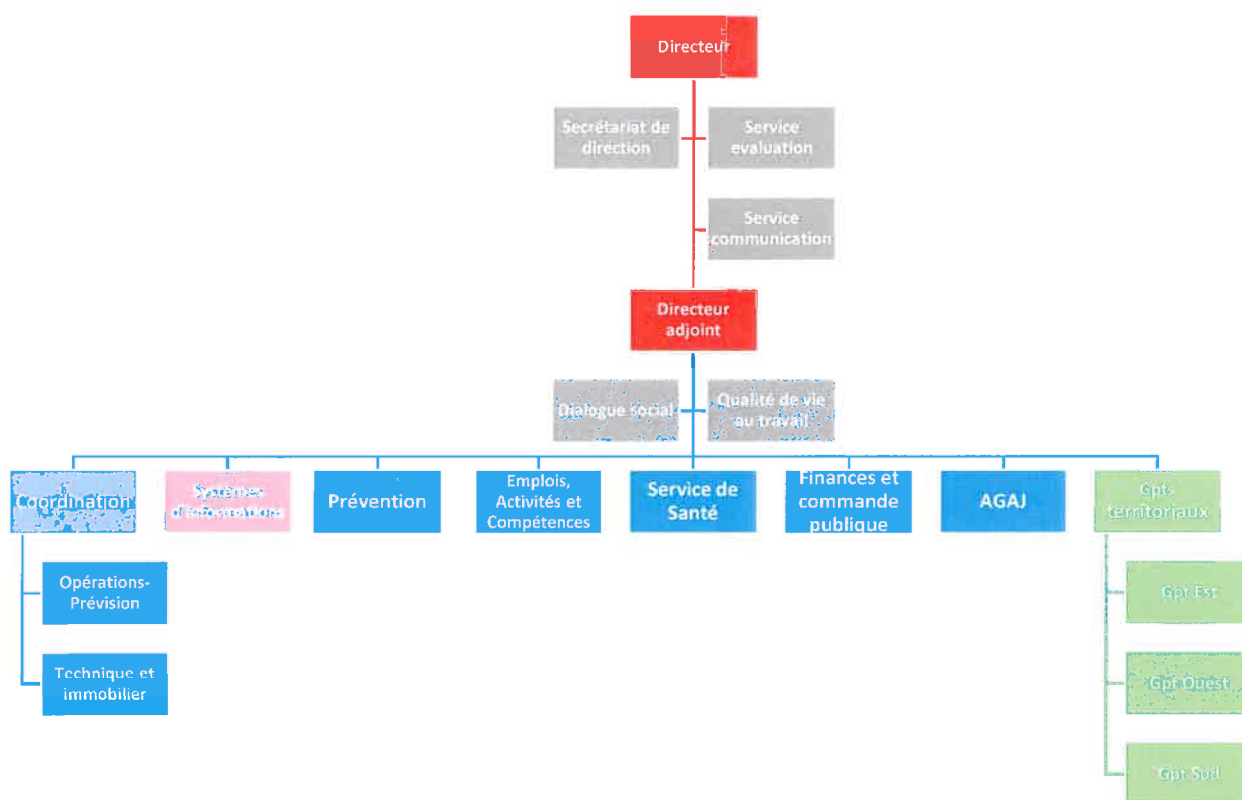 Directeur
Secrétariat de
direction
Service
evaluation
Service
communication
Directeur
adjoint
Dialogue social
Qualité de vie
au travail
Coordination
Systèmes
d'informations
Prévention
Emplois,
Activités et
Compétences
Service de
Santé
Finances et
commande
publique
AGAJ
Gpts
territoriaux
Opérations-
Prévision
Technique et
immobilier
Gpt Est
Gpt Ouest
Gpt Sud